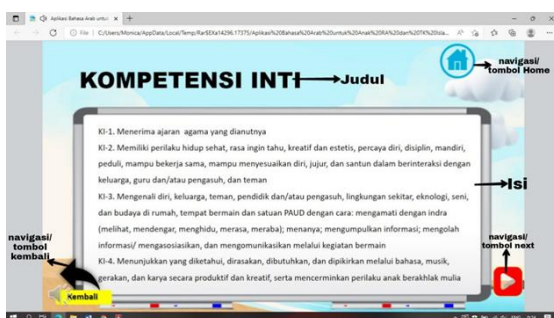 Aplikasi Bahasa Arab untuk
File
C:/Users/Monica/AppData/Local/Temp/Rar$EXa14296.17375/Aplikasi%20Bahasa%20Arab%20untuk%20Anak%20RA%20dan%20TK%20Isla...
navigasi/
tombol Home
KOMPETENSI INTI
Judul
KI-1. Menerima ajaran agama yang dianutnya
KI-2. Memiliki perilaku hidup sehat, rasa ingin tahu, kreatif dan estetis, percaya diri, disiplin, mandiri,
peduli, mampu bekerja sama, mampu menyesuaikan diri, jujur, dan santun dalam berinteraksi dengan
keluarga, guru dan/atau pengasuh, dan teman
KI-3. Mengenali diri, keluarga, teman, pendidik dan/atau pengasuh, lingkungan sekitar, eknologi, seni,
dan budaya di rumah, tempat bermain dan satuan PAUD dengan cara: mengamati dengan indra
(melihat, mendengar, menghidu, merasa, meraba); menanya; mengumpulkan informasi; mengolah
informasi/ mengasosiasikan, dan mengomunikasikan melalui kegiatan bermain
KI-4. Menunjukkan yang diketahui, dirasakan, dibutuhkan, dan dipikirkan melalui bahasa, musik,
gerakan, dan karya secara produktif dan kreatif, serta mencerminkan perilaku anak berakhlak mulia
Isi
navigasi/
tombol
kembali
Kembali
navigasi/
tombol next
ENG